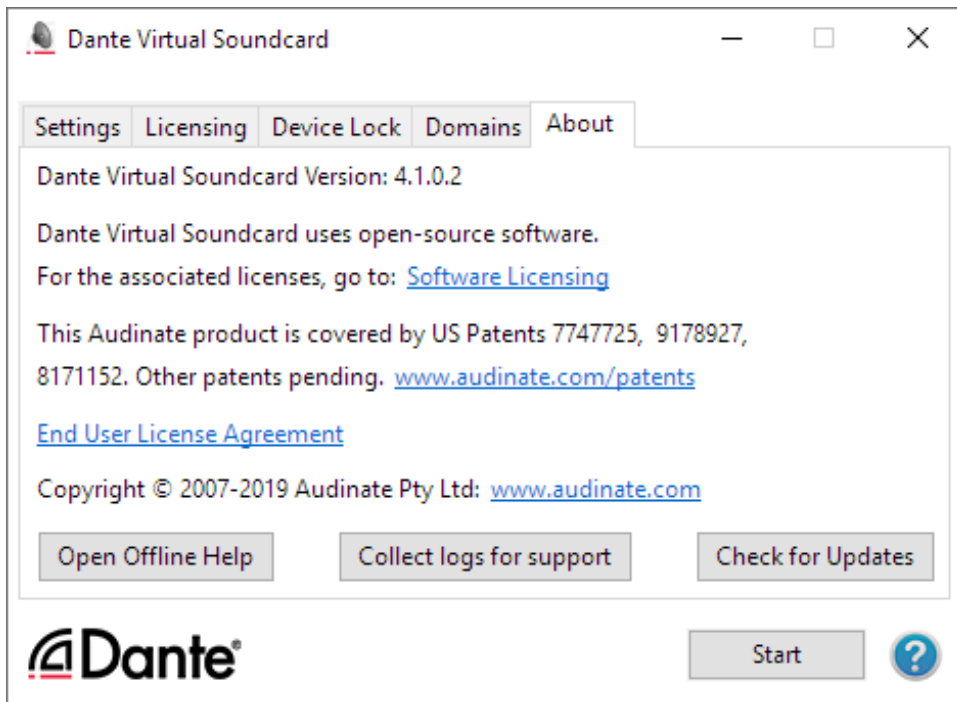 Dante Virtual Soundcard
Settings Licensing Device Lock Domains About
Dante Virtual Soundcard Version: 4.1.0.2
Dante Virtual Soundcard uses open-source software.
For the associated licenses, go to: Software Licensing
This Audinate product is covered by US Patents 7747725, 9178927,
8171152. Other patents pending. www.audinate.com/patents
End User License Agreement
Copyright © 2007-2019 Audinate Pty Ltd: www.audinate.com
Open Offline Help Collect logs for support Check for Updates
Dante® Start ?